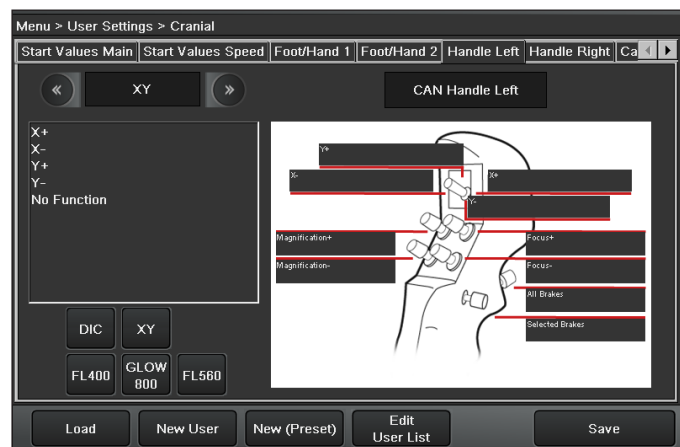 Menu > User Settings > Cranial
Start Values Main Start Values Speed Foot/Hand 1 Foot/Hand 2 Handle Left Handle Right Ca
XY
CAN Handle Left
X+
X-
Y+
Y-
No Function
Y+
X-
X+
Y-
Magnification+
Focus+
Magnification-
Focus-
All Brakes
Selected Brakes
DIC XY
FL400 GLOW 800 FL560
Load New User New (Preset) Edit User List Save